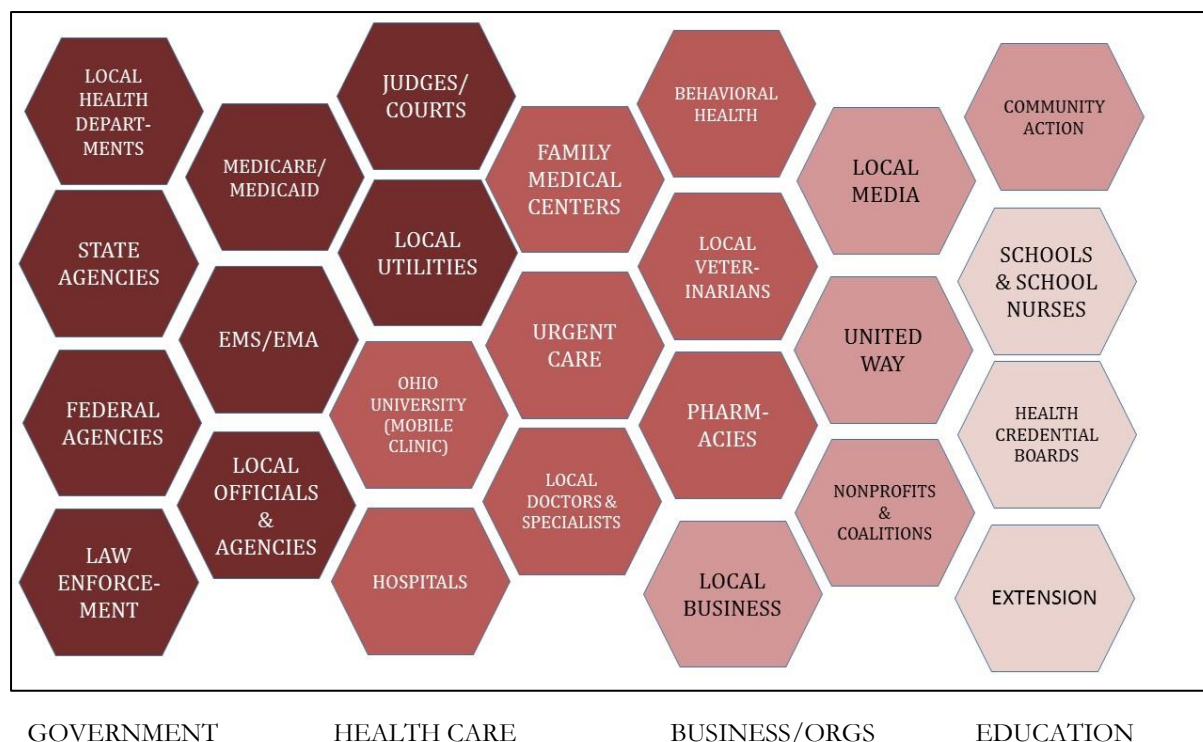 LOCAL
HEALTH
DEPART-
MENTS
STATE
AGENCIES
FEDERAL
AGENCIES
LAW
ENFORCE-
MENT
MEDICARE/
MEDICAID
EMS/EMA
LOCAL
OFFICIALS
&
AGENCIES
JUDGES/
COURTS
LOCAL
UTILITIES
OHIO
UNIVERSITY
(MOBILE
CLINIC)
HOSPITALS
FAMILY
MEDICAL
CENTERS
URGENT
CARE
LOCAL
DOCTORS &
SPECIALISTS
BEHAVIORAL
HEALTH
LOCAL
VETER-
INARIANS
PHARM-
ACIES
LOCAL
BUSINESS
LOCAL
MEDIA
UNITED
WAY
NONPROFITS
&
COALITIONS
COMMUNITY
ACTION
SCHOOLS
& SCHOOL
NURSES
HEALTH
CREDENTIAL
BOARDS
EXTENSION
GOVERNMENT
HEALTH CARE
BUSINESS/ORGS
EDUCATION